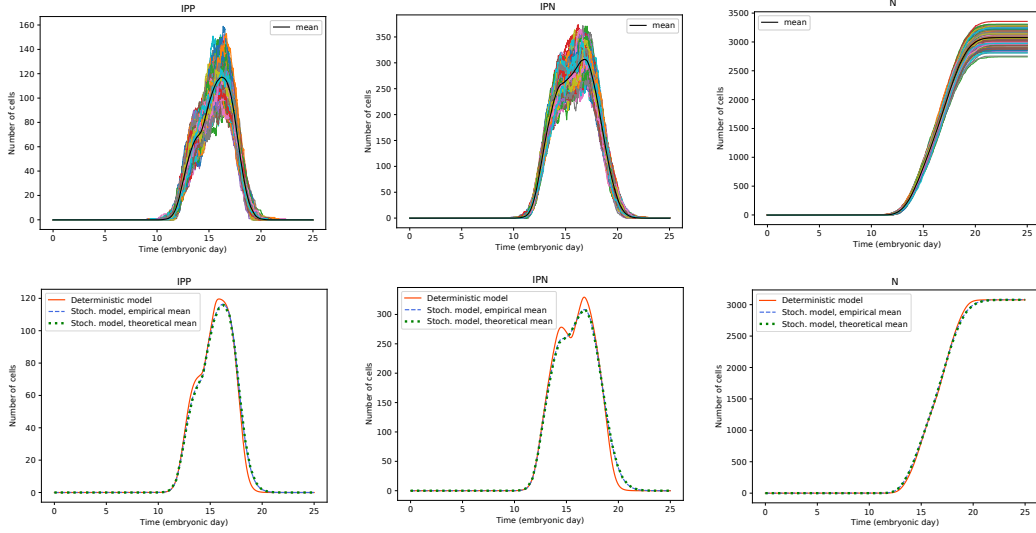 IPP
160
140
120
100
80
60
40
20
0
Number of cells
mean
0 5 10 15 20 25
Time (embryonic day)
IPN
350
300
250
200
150
100
50
0
Number of cells
mean
0 5 10 15 20 25
Time (embryonic day)
N
3500
3000
2500
2000
1500
1000
500
0
Number of cells
mean
0 5 10 15 20 25
Time (embryonic day)
IPP
120
100
80
60
40
20
0
Number of cells
Deterministic model
Stoch. model, empirical mean
Stoch. model, theoretical mean
0 5 10 15 20 25
Time (embryonic day)
IPN
300
250
200
150
100
50
0
Number of cells
Deterministic model
Stoch. model, empirical mean
Stoch. model, theoretical mean
0 5 10 15 20 25
Time (embryonic day)
N
3000
2500
2000
1500
1000
500
0
Number of cells
Deterministic model
Stoch. model, empirical mean
Stoch. model, theoretical mean
0 5 10 15 20 25
Time (embryonic day)